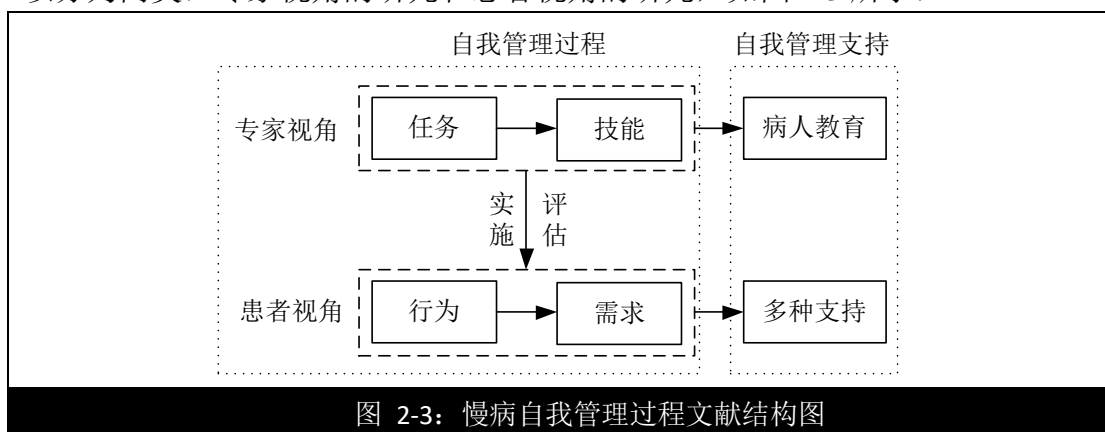 自我管理过程 自我管理支持
专家视角 任务 技能 病人教育
实 评
施 估
患者视角 行为 需求 多种支持
图 2-3：慢病自我管理过程文献结构图